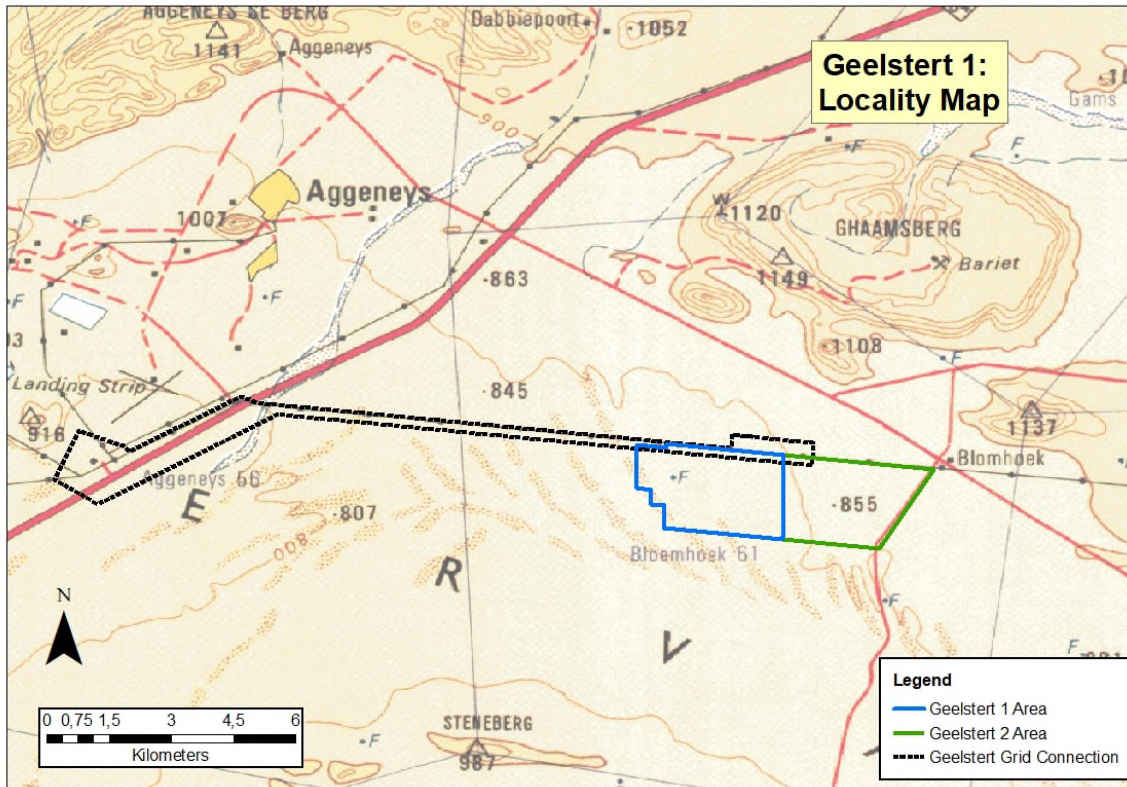 AGGENEYS SE BERG
1141
Aggeneys
Dabbiepoort
1052
Geelstert 1:
Locality Map
Gams
900
F
F
Aggeneys
1007
F
W
1120
GHAAMSBERG
1149
Bariet
F
863
F
1108
F
Landing Strip
845
916
1137
Blomhoek
Aggeneys 56
F
E
807
855
800
Bloemhoek 61
R
F
N
V
F
Legend
Geelstert 1 Area
Geelstert 2 Area
Geelstert Grid Connection
0 0,75 1,5 3 4,5 6
Kilometers
STENEBERG
F
987